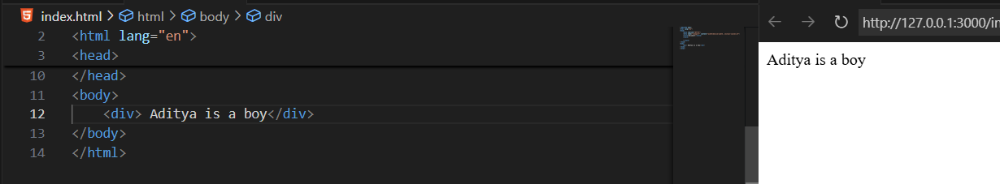 index.html > html > body > div
2 <html lang="en">
3 <head>
10 </head>
11 <body>
12 <div> Aditya is a boy</div>
13 </body>
14 </html>
http://127.0.0.1:3000/in
Aditya is a boy